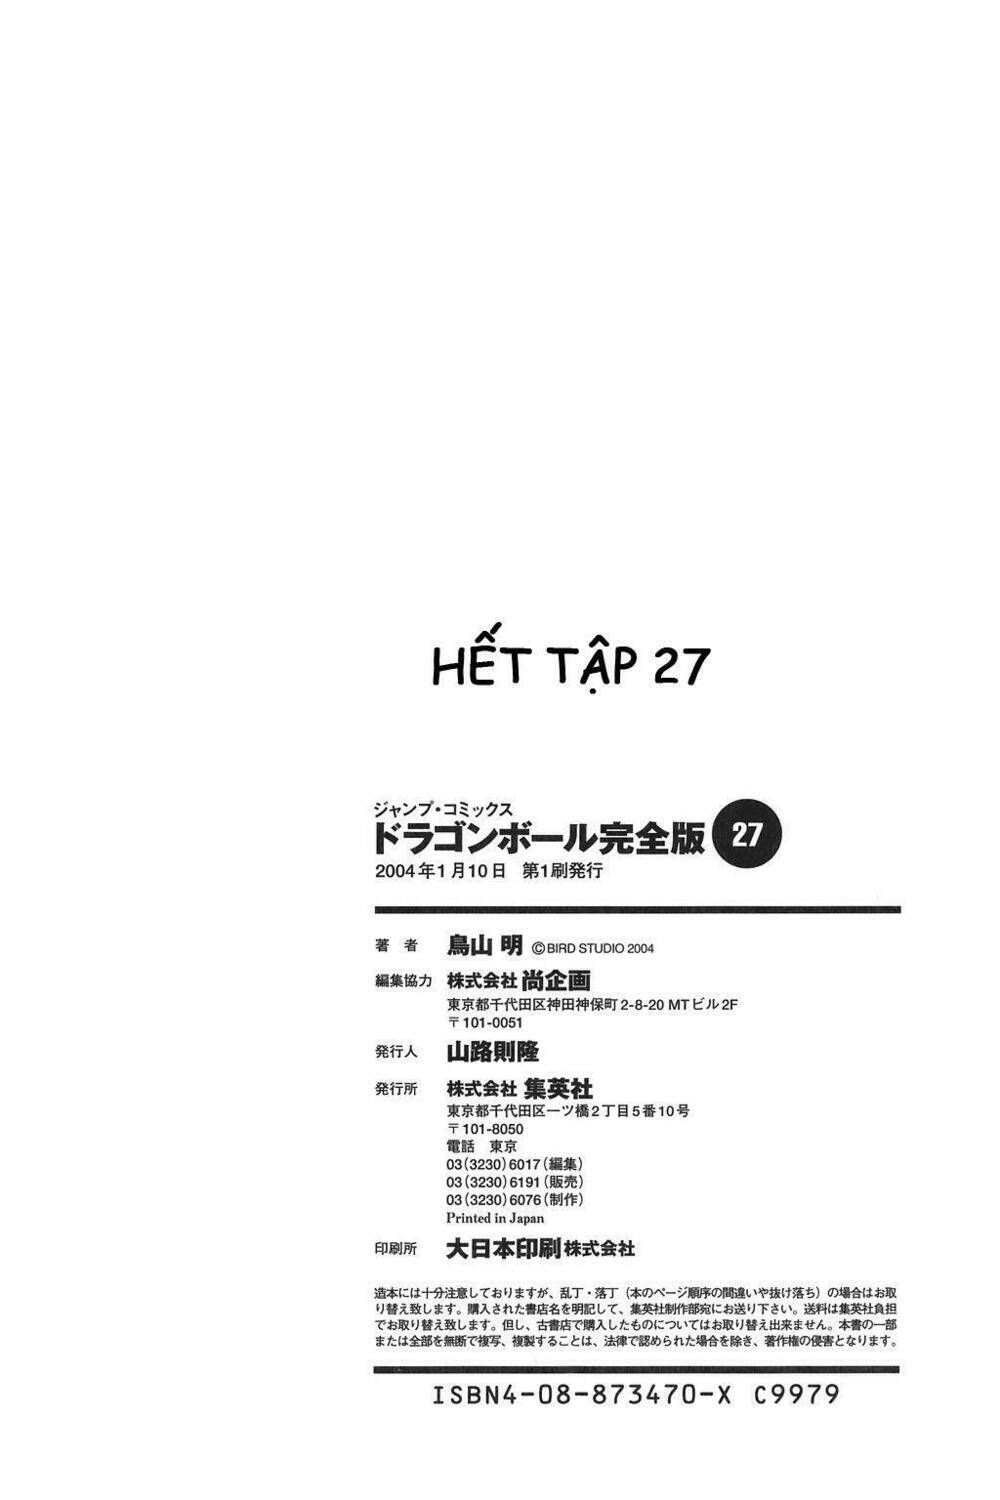 HẾT TẬP 27
ジャンプ・コミックス
ドラゴンボール完全版 27
2004年1月10日 第1刷発行
著 者 鳥山 明 ©BIRD STUDIO 2004
編集協力 株式会社 尚企画
東京都千代田区神田神保町2-8-20 MTビル2F
〒101-0051
発行人 山路則隆
発行所 株式会社 集英社
東京都千代田区一ツ橋2丁目5番10号
〒101-8050
電話 東京
03(3230)6017(編集)
03(3230)6191(販売)
03(3230)6076(制作)
Printed in Japan
印刷所 大日本印刷株式会社
造本には十分注意しておりますが、乱丁・落丁（本のページ順序の間違いや抜け落ち）の場合はお取
り替え致します。購入された書店名を明記して、集英社制作部宛にお送り下さい。送料は集英社負担
でお取り替え致します。但し、古書店で購入したものについてはお取り替え出来ません。本書の一部
または全部を無断で複写、複製することは、法律で認められた場合を除き、著作権の侵害となります。
ISBN4-08-873470-X C9979